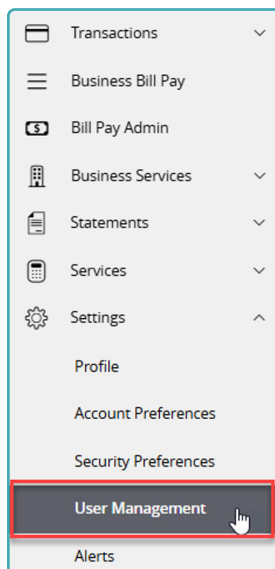 Transactions
Business Bill Pay
Bill Pay Admin
Business Services
Statements
Services
Settings
Profile
Account Preferences
Security Preferences
User Management
Alerts